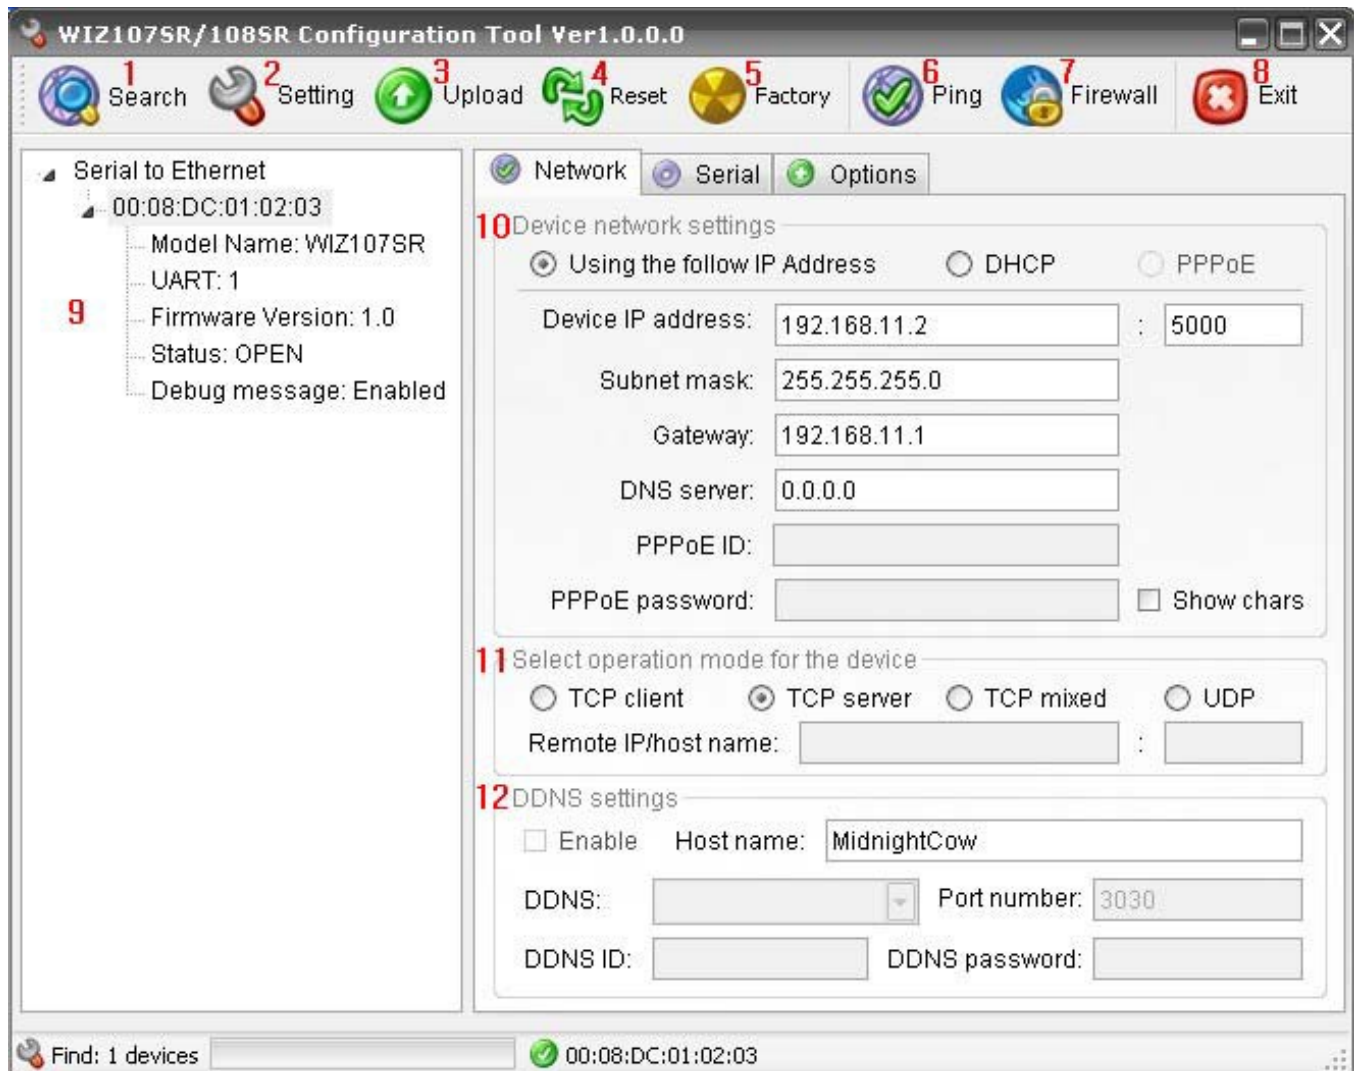 WIZ107SR/108SR Configuration Tool Ver1.0.0.0
1 Search 2 Setting 3 Upload 4 Reset 5 Factory 6 Ping 7 Firewall 8 Exit
Serial to Ethernet
00:08:DC:01:02:03
Model Name: WIZ107SR
UART: 1
9
Firmware Version: 1.0
Status: OPEN
Debug message: Enabled
Network Serial Options
10 Device network settings
Using the follow IP Address DHCP PPPoE
Device IP address: 192.168.11.2 : 5000
Subnet mask: 255.255.255.0
Gateway: 192.168.11.1
DNS server: 0.0.0.0
PPPoE ID:
PPPoE password: Show chars
11 Select operation mode for the device
TCP client TCP server TCP mixed UDP
Remote IP/host name: :
12 DDNS settings
Enable Host name: MidnightCow
DDNS: Port number: 3030
DDNS ID: DDNS password:
Find: 1 devices 00:08:DC:01:02:03